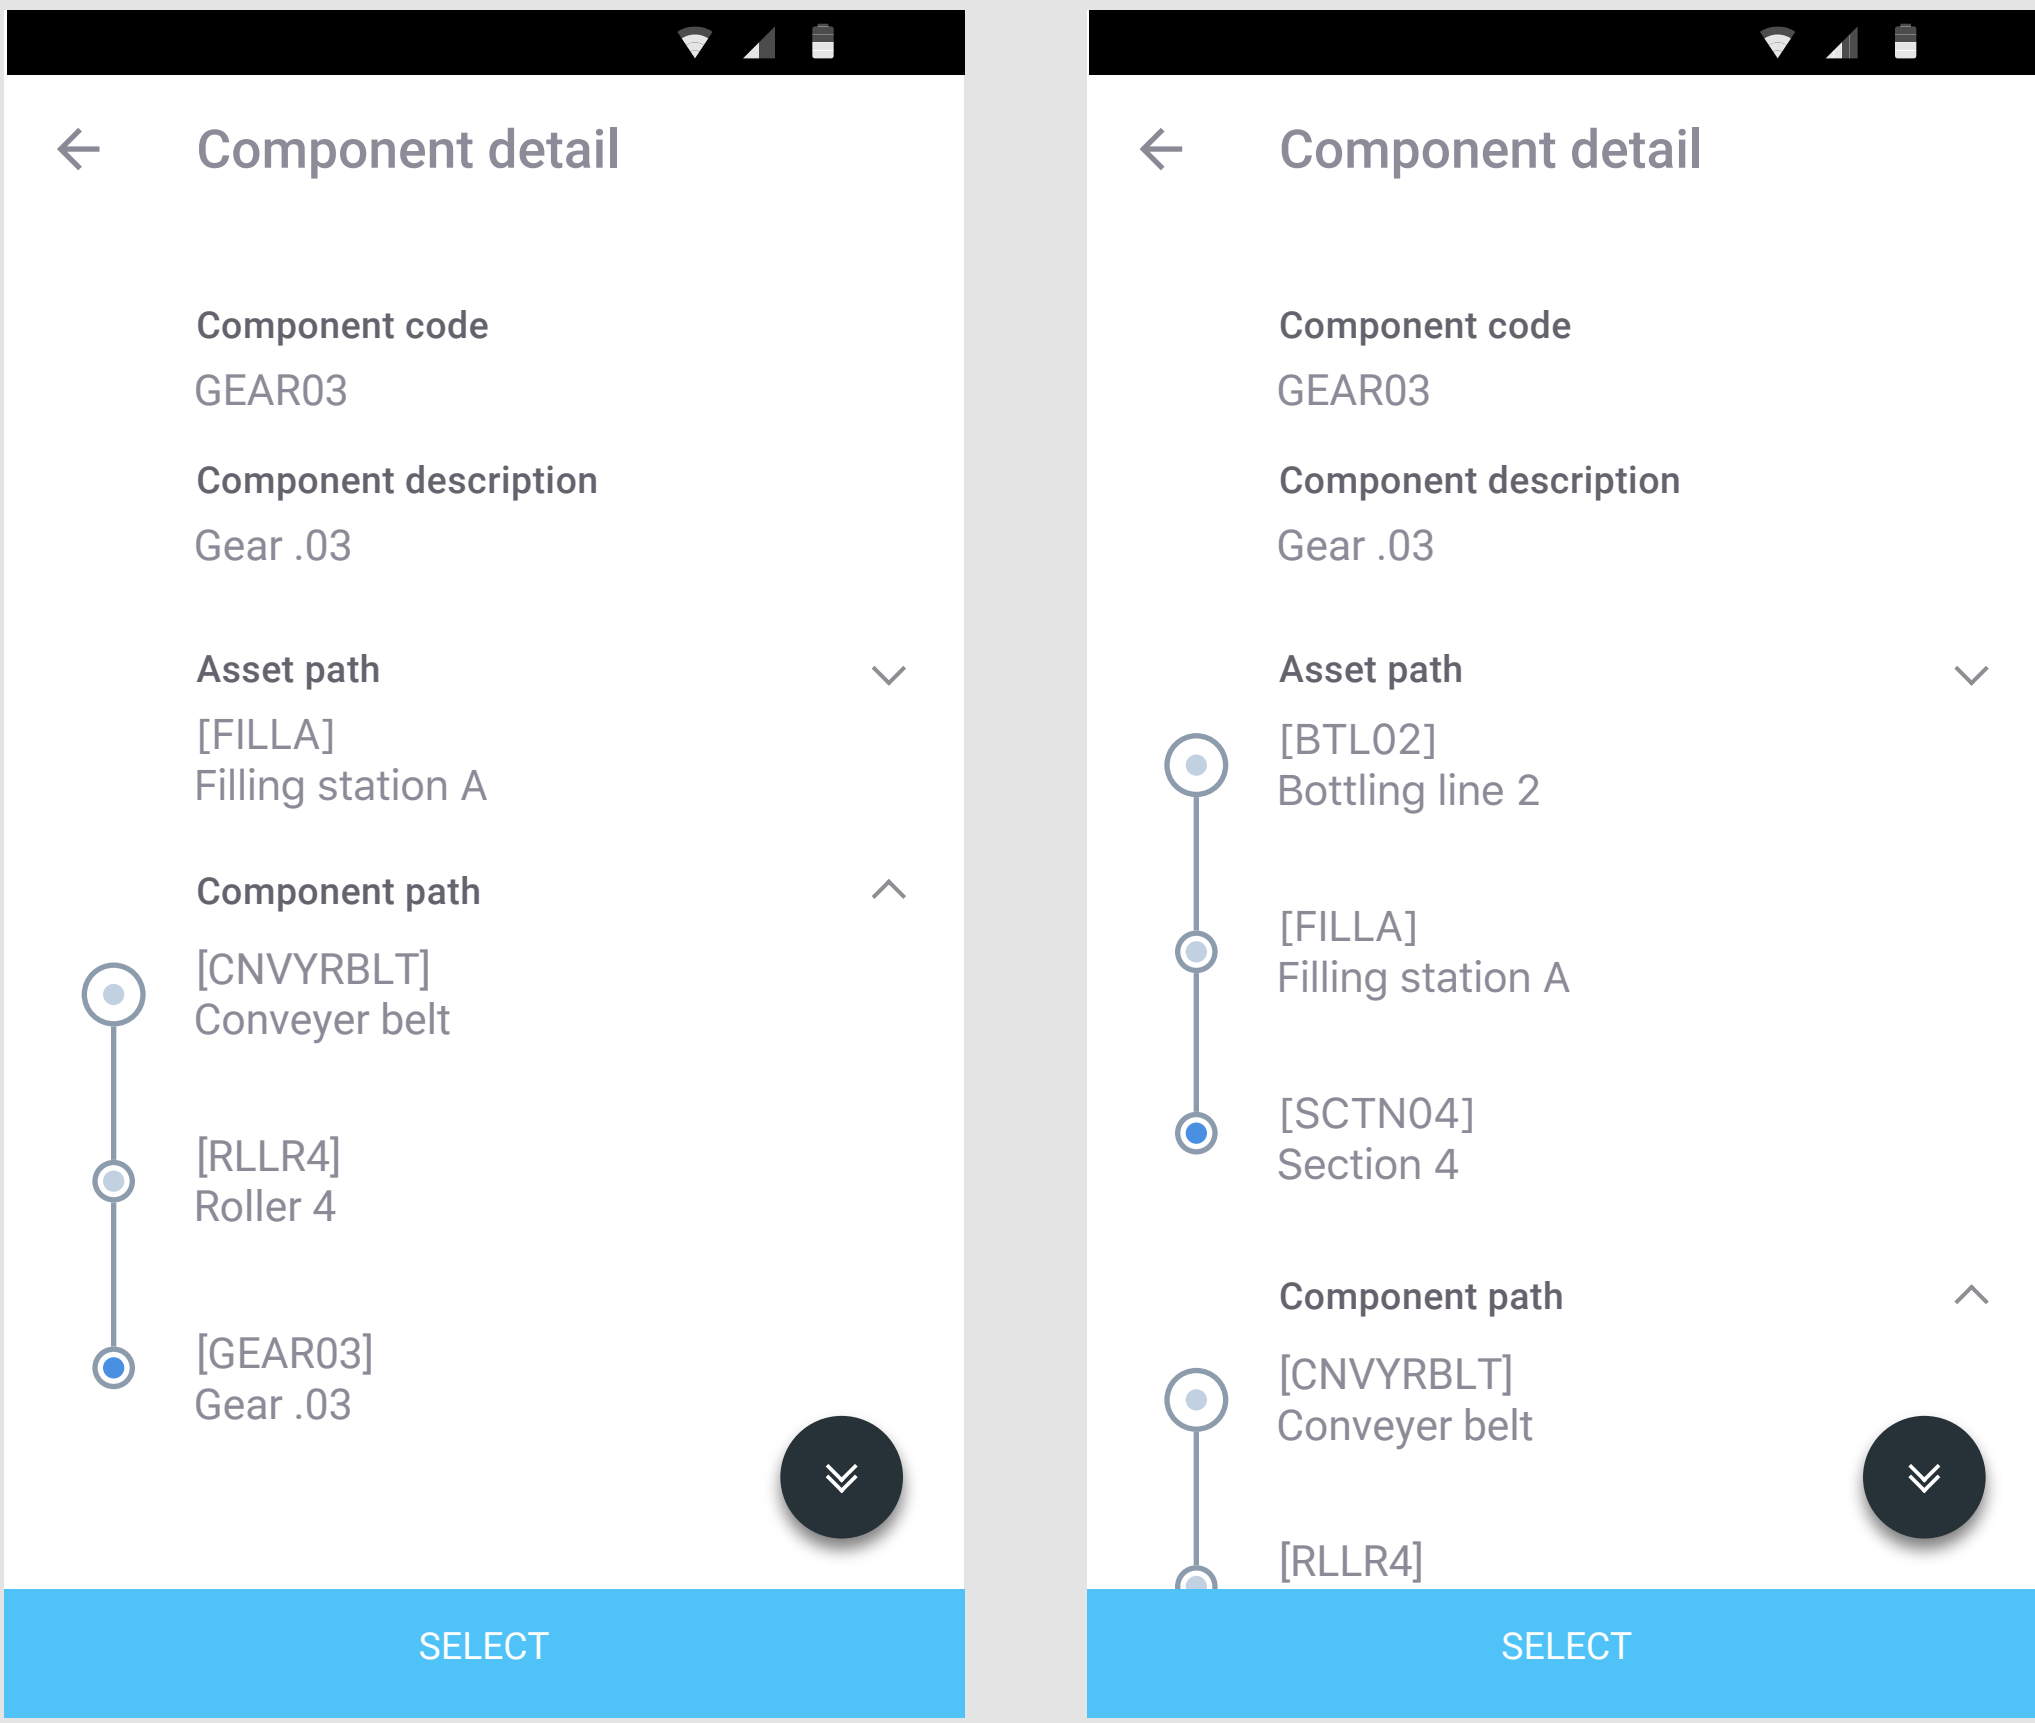 Component detail
Component code
GEAR03
Component description
Gear .03
Asset path
[FILLA]
Filling station A
Component path
[CNVYRBLT]
Conveyer belt
[RLLR4]
Roller 4
[GEAR03]
Gear .03
SELECT
Component detail
Component code
GEAR03
Component description
Gear .03
Asset path
[BTL02]
Bottling line 2
[FILLA]
Filling station A
[SCTN04]
Section 4
Component path
[CNVYRBLT]
Conveyer belt
[RLLR4]
SELECT